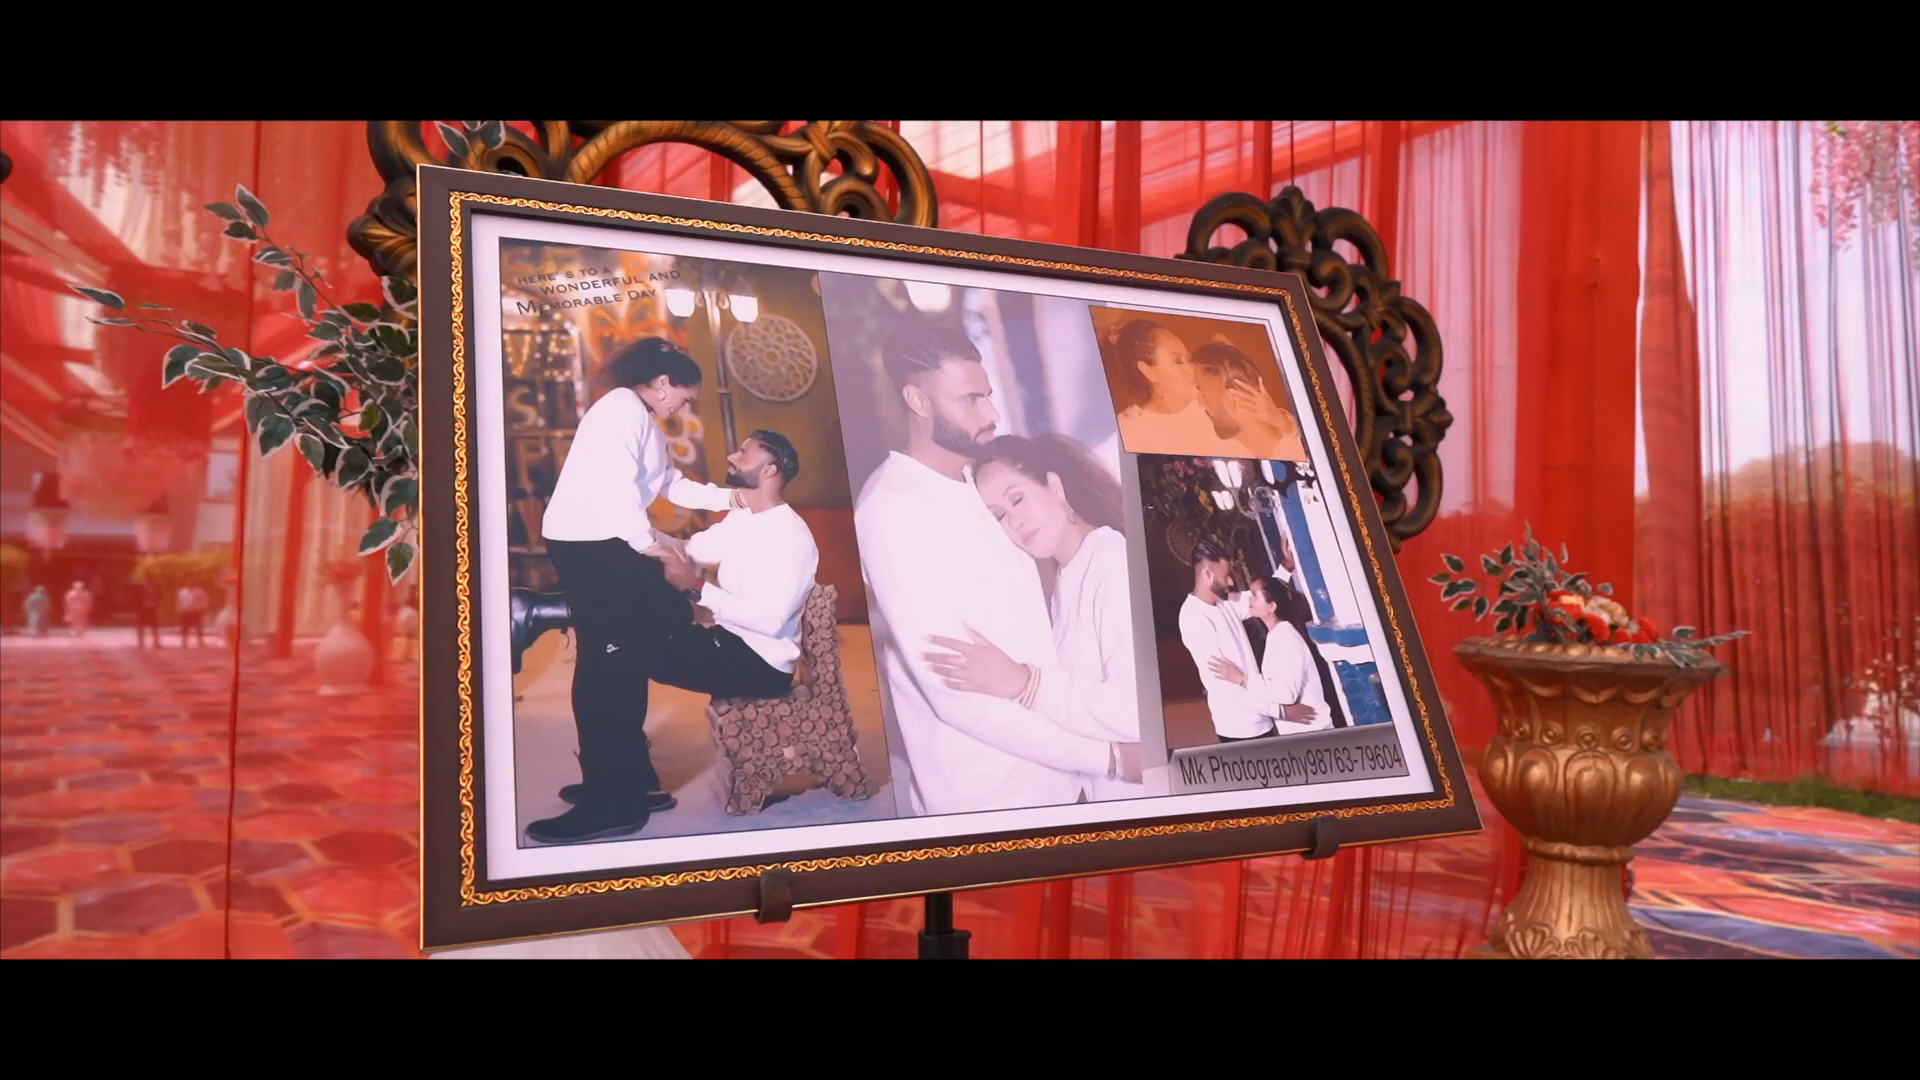 HERE'S TO A
WONDERFUL AND
MEMORABLE DAY
Mk Photography98763-79604